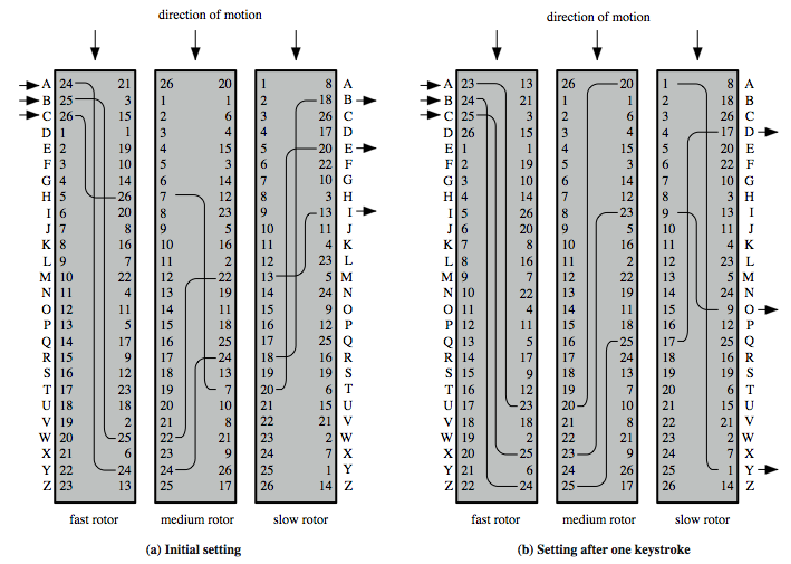 direction of motion direction of motion
A 24 21 26 20 1 8 A A 23 13 26 20 1 8 A
B 25 3 1 1 2 18 B B 24 21 1 1 2 18 B
C 26 15 2 6 3 26 C C 25 3 2 6 3 26 C
D 1 1 3 4 4 17 D D 26 15 3 4 4 17 D
E 2 19 4 15 5 20 E E 1 1 4 15 5 20 E
F 3 10 5 3 6 22 F F 2 19 5 3 6 22 F
G 4 14 6 14 7 10 G G 3 10 6 14 7 10 G
H 5 26 7 12 8 3 H H 4 14 7 12 8 3 H
I 6 20 8 23 9 13 I I 5 26 8 23 9 13 I
J 7 8 9 5 10 11 J J 6 20 9 5 10 11 J
K 8 16 10 16 11 4 K K 7 8 10 16 11 4 K
L 9 7 11 2 12 23 L L 8 16 11 2 12 23 L
M 10 22 12 22 13 5 M M 9 7 12 22 13 5 M
N 11 4 13 19 14 24 N N 10 22 13 19 14 24 N
O 12 11 14 11 15 9 O O 11 4 14 11 15 9 O
P 13 5 15 18 16 12 P P 12 11 15 18 16 12 P
Q 14 17 16 25 17 25 Q Q 13 5 16 25 17 25 Q
R 15 9 17 24 18 16 R R 14 17 17 24 18 16 R
S 16 12 18 13 19 19 S S 15 9 18 13 19 19 S
T 17 23 19 7 20 6 T T 16 12 19 7 20 6 T
U 18 18 20 10 21 15 U U 17 23 20 10 21 15 U
V 19 2 21 8 22 21 V V 18 18 21 8 22 21 V
W 20 25 22 21 23 2 W W 19 2 22 21 23 2 W
X 21 6 23 9 24 7 X X 20 25 23 9 24 7 X
Y 22 24 24 26 25 1 Y Y 21 6 24 26 25 1 Y
Z 23 13 25 17 26 14 Z Z 22 24 25 17 26 14 Z
fast rotor medium rotor slow rotor fast rotor medium rotor slow rotor
(a) Initial setting (b) Setting after one keystroke